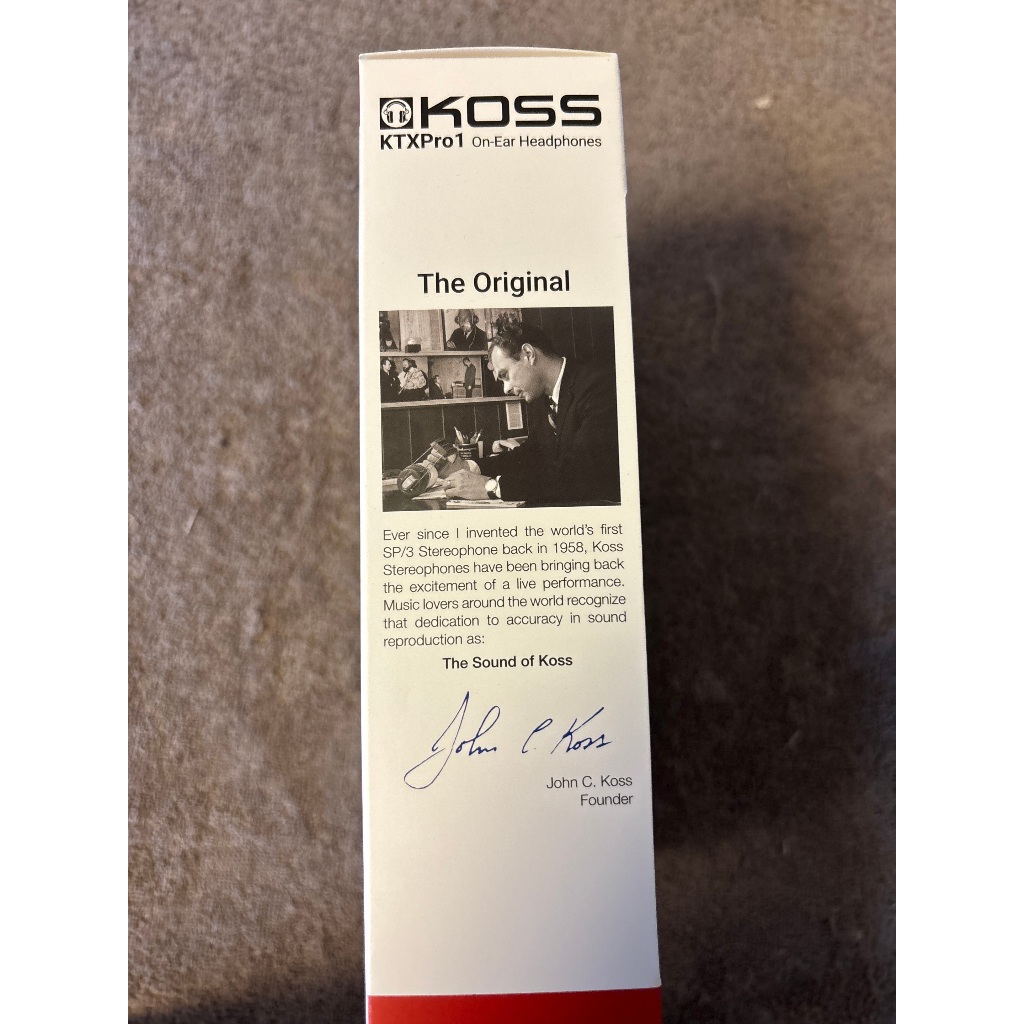 KOSS
KTXPro1 On-Ear Headphones
The Original
Ever since I invented the world's first
SP/3 Stereophone back in 1958, Koss
Stereophones have been bringing back
the excitement of a live performance.
Music lovers around the world recognize
that dedication to accuracy in sound
reproduction as:
The Sound of Koss
John C. Koss
John C. Koss
Founder